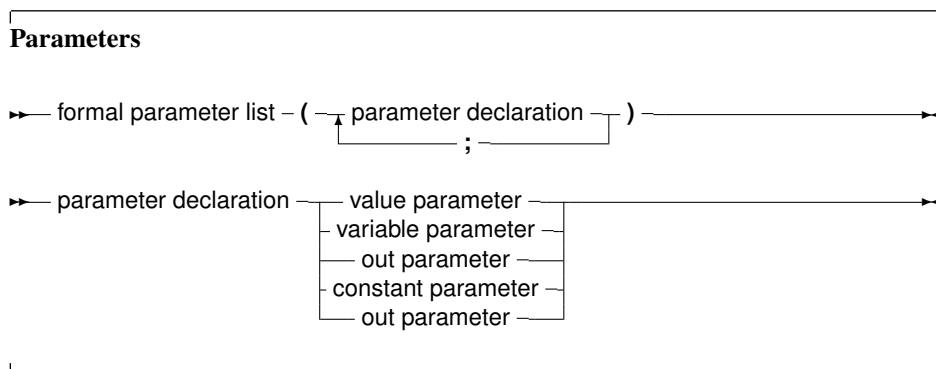 Parameters
formal parameter list ( parameter declaration )
;
parameter declaration value parameter
variable parameter
out parameter
constant parameter
out parameter